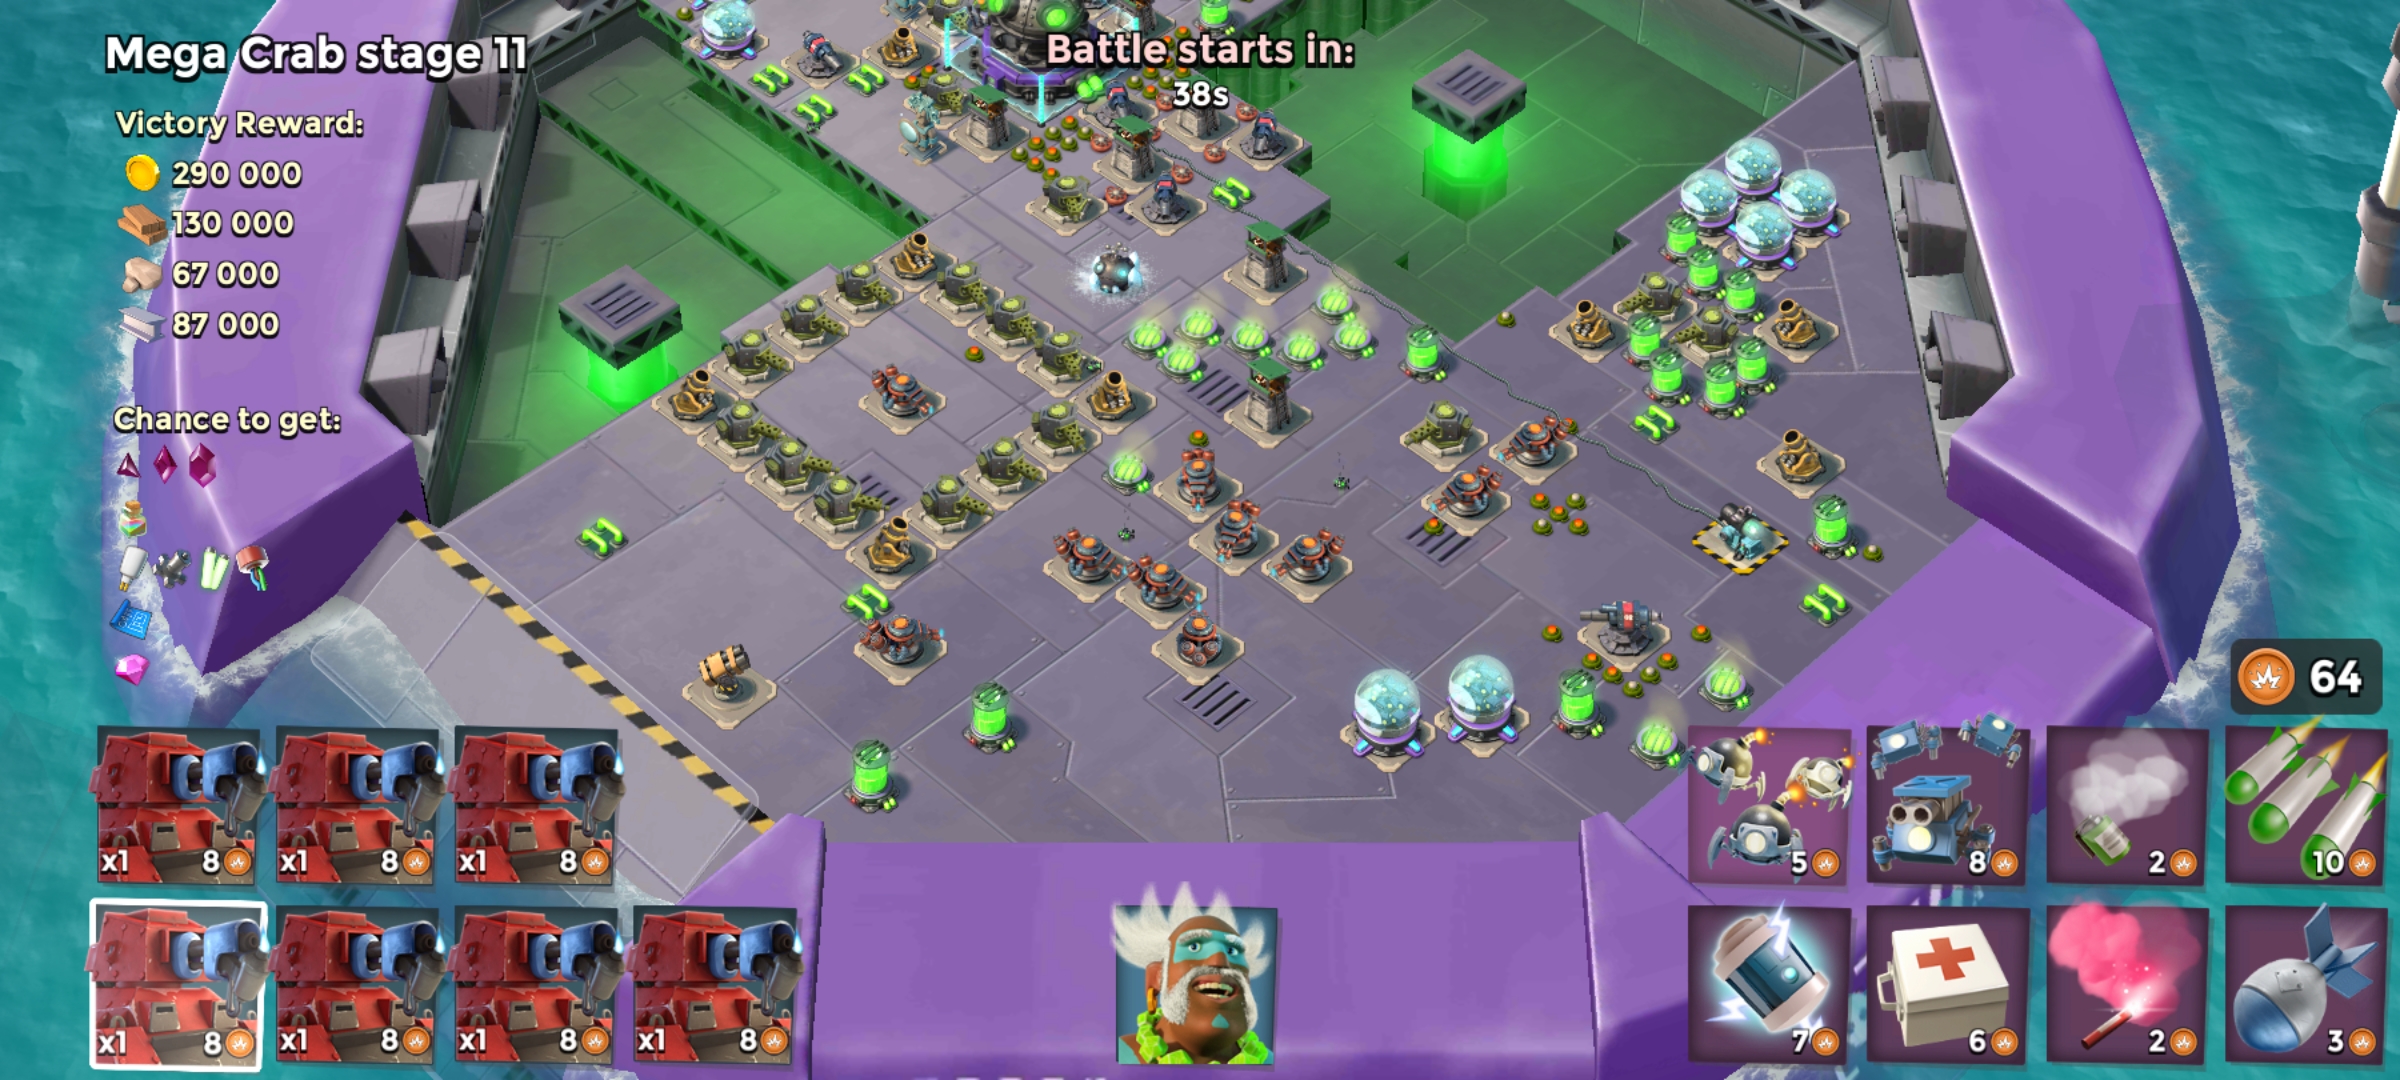 Mega Crab stage 11
Battle starts in:
38s
Victory Reward:
290 000
130 000
67 000
87 000
Chance to get:
64
x1 8
x1 8
x1 8
5
8
2
10
x1 8
x1 8
x1 8
x1 8
7
6
2
3